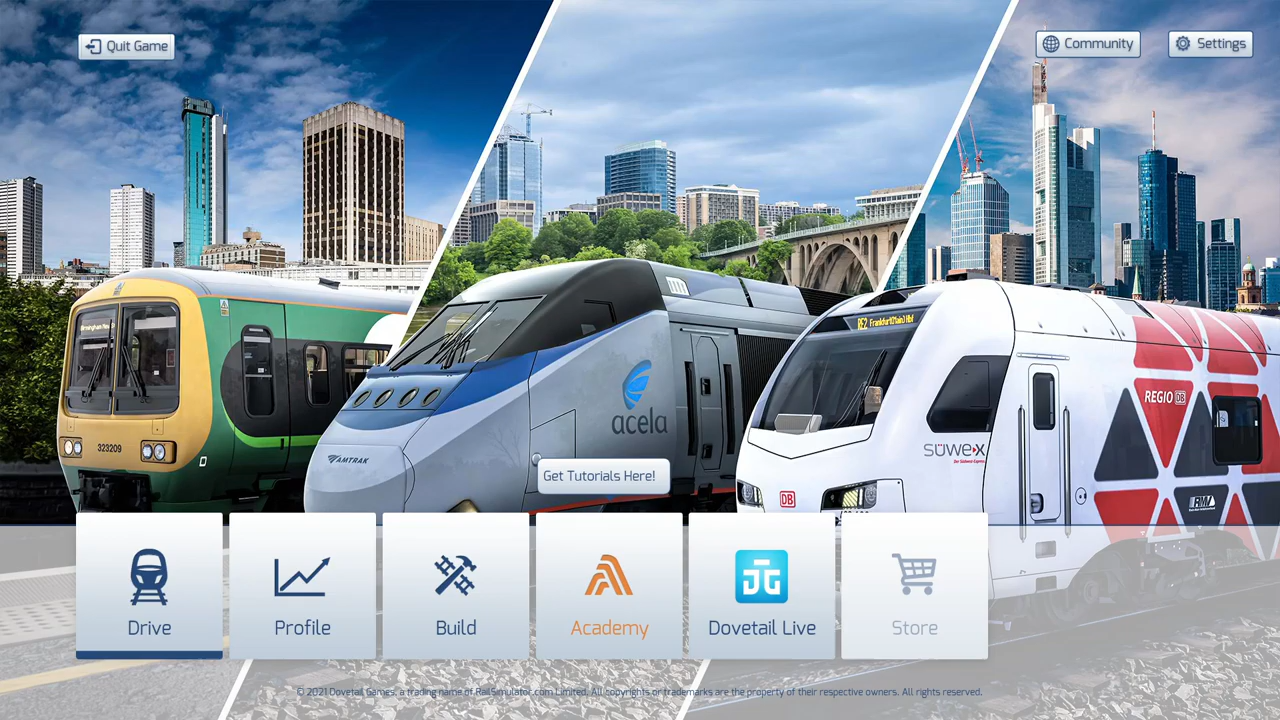 Quit Game
Community
Settings
RE2 Frankfurt(Main) Hbf
acela
REGIO DB
323209
AMTRAK
süwex
DB
Get Tutorials Here!
Drive
Profile
Build
Academy
Dovetail Live
Store
© 2021 Dovetail Games, a trading name of RailSimulator.com Limited. All copyrights or trademarks are the property of their respective owners. All rights reserved.